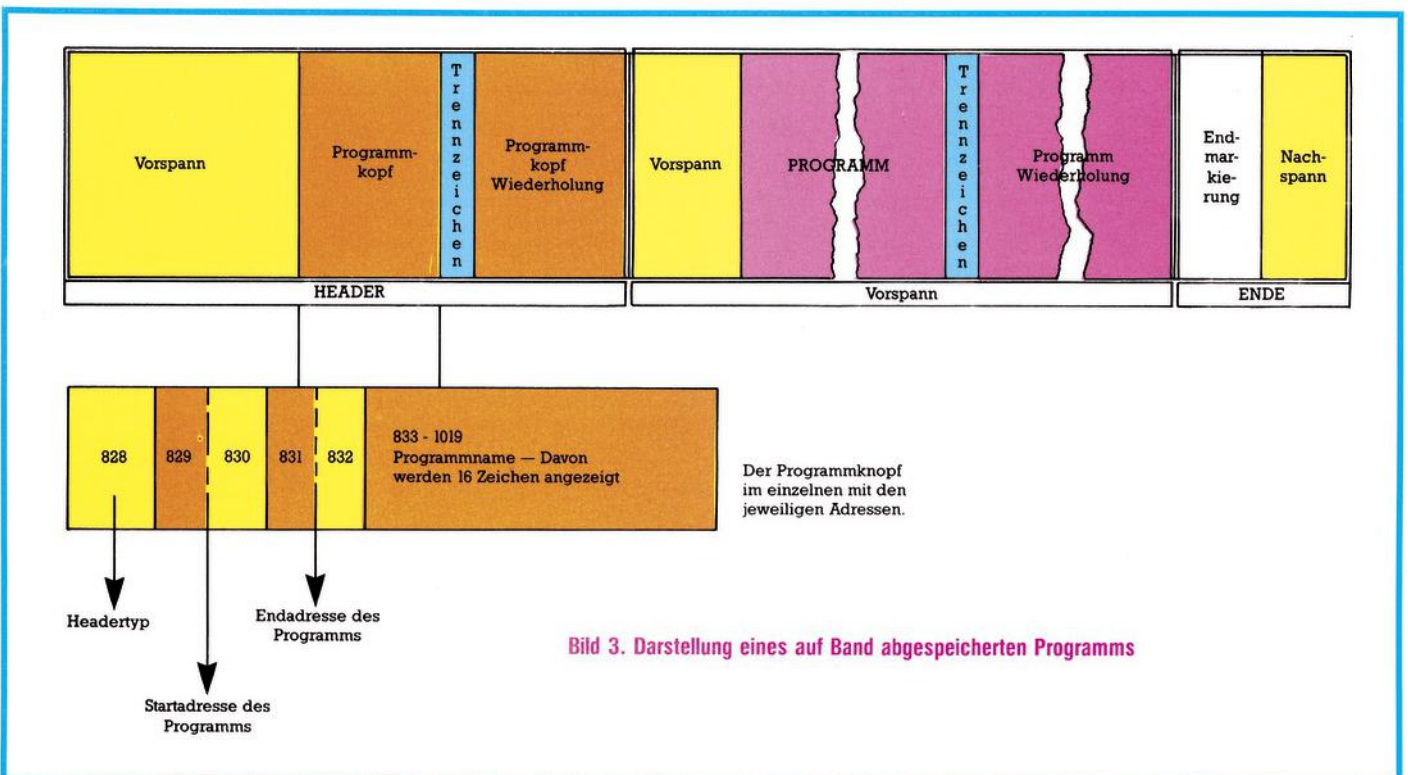 Vorspann
Programm-
kopf
Trennzeichen
Programm-
kopf
Wiederholung
Vorspann
PROGRAMM
Trennzeichen
Programm
Wiederholung
End-
mar-
kie-
rung
Nach-
spann
HEADER
Vorspann
ENDE
828
829
830
831
832
833 - 1019
Programmname — Davon
werden 16 Zeichen angezeigt
Der Programmknopf
im einzelnen mit den
jeweiligen Adressen.
Headertyp
Endadresse des
Programms
Startadresse des
Programms
Bild 3. Darstellung eines auf Band abgespeicherten Programms